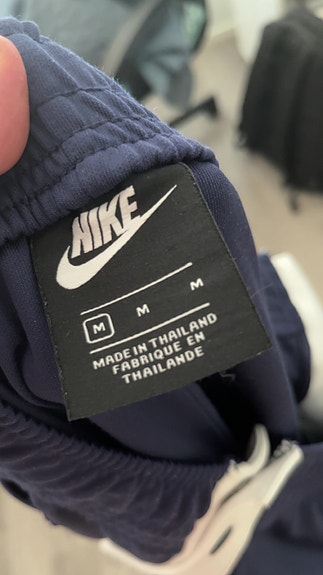 NIKE
M M M
MADE IN THAILAND
FABRIQUE EN
THAILANDE